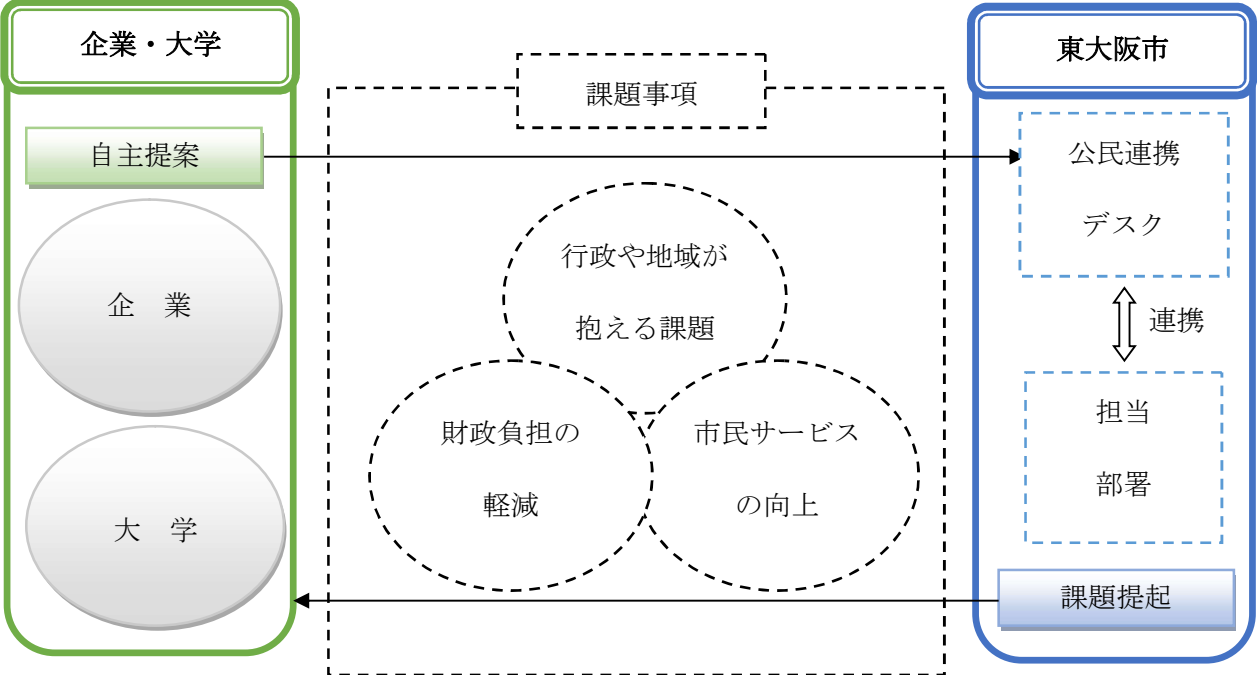 企業・大学
自主提案
企　業
大　学
課題事項
行政や地域が
抱える課題
財政負担の
軽減
市民サービス
の向上
東大阪市
公民連携
デスク
連携
担当
部署
課題提起